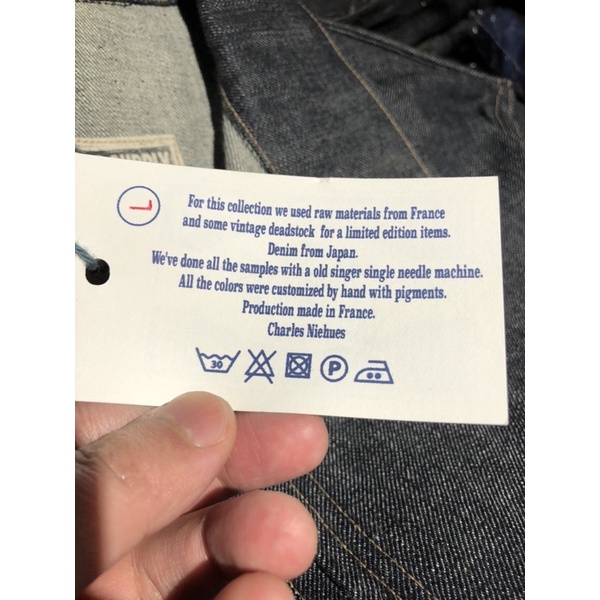 L
For this collection we used raw materials from France
and some vintage deadstock for a limited edition items.
Denim from Japan.
We've done all the samples with a old singer single needle machine.
All the colors were customized by hand with pigments.
Production made in France.
Charles Niehues
30
P